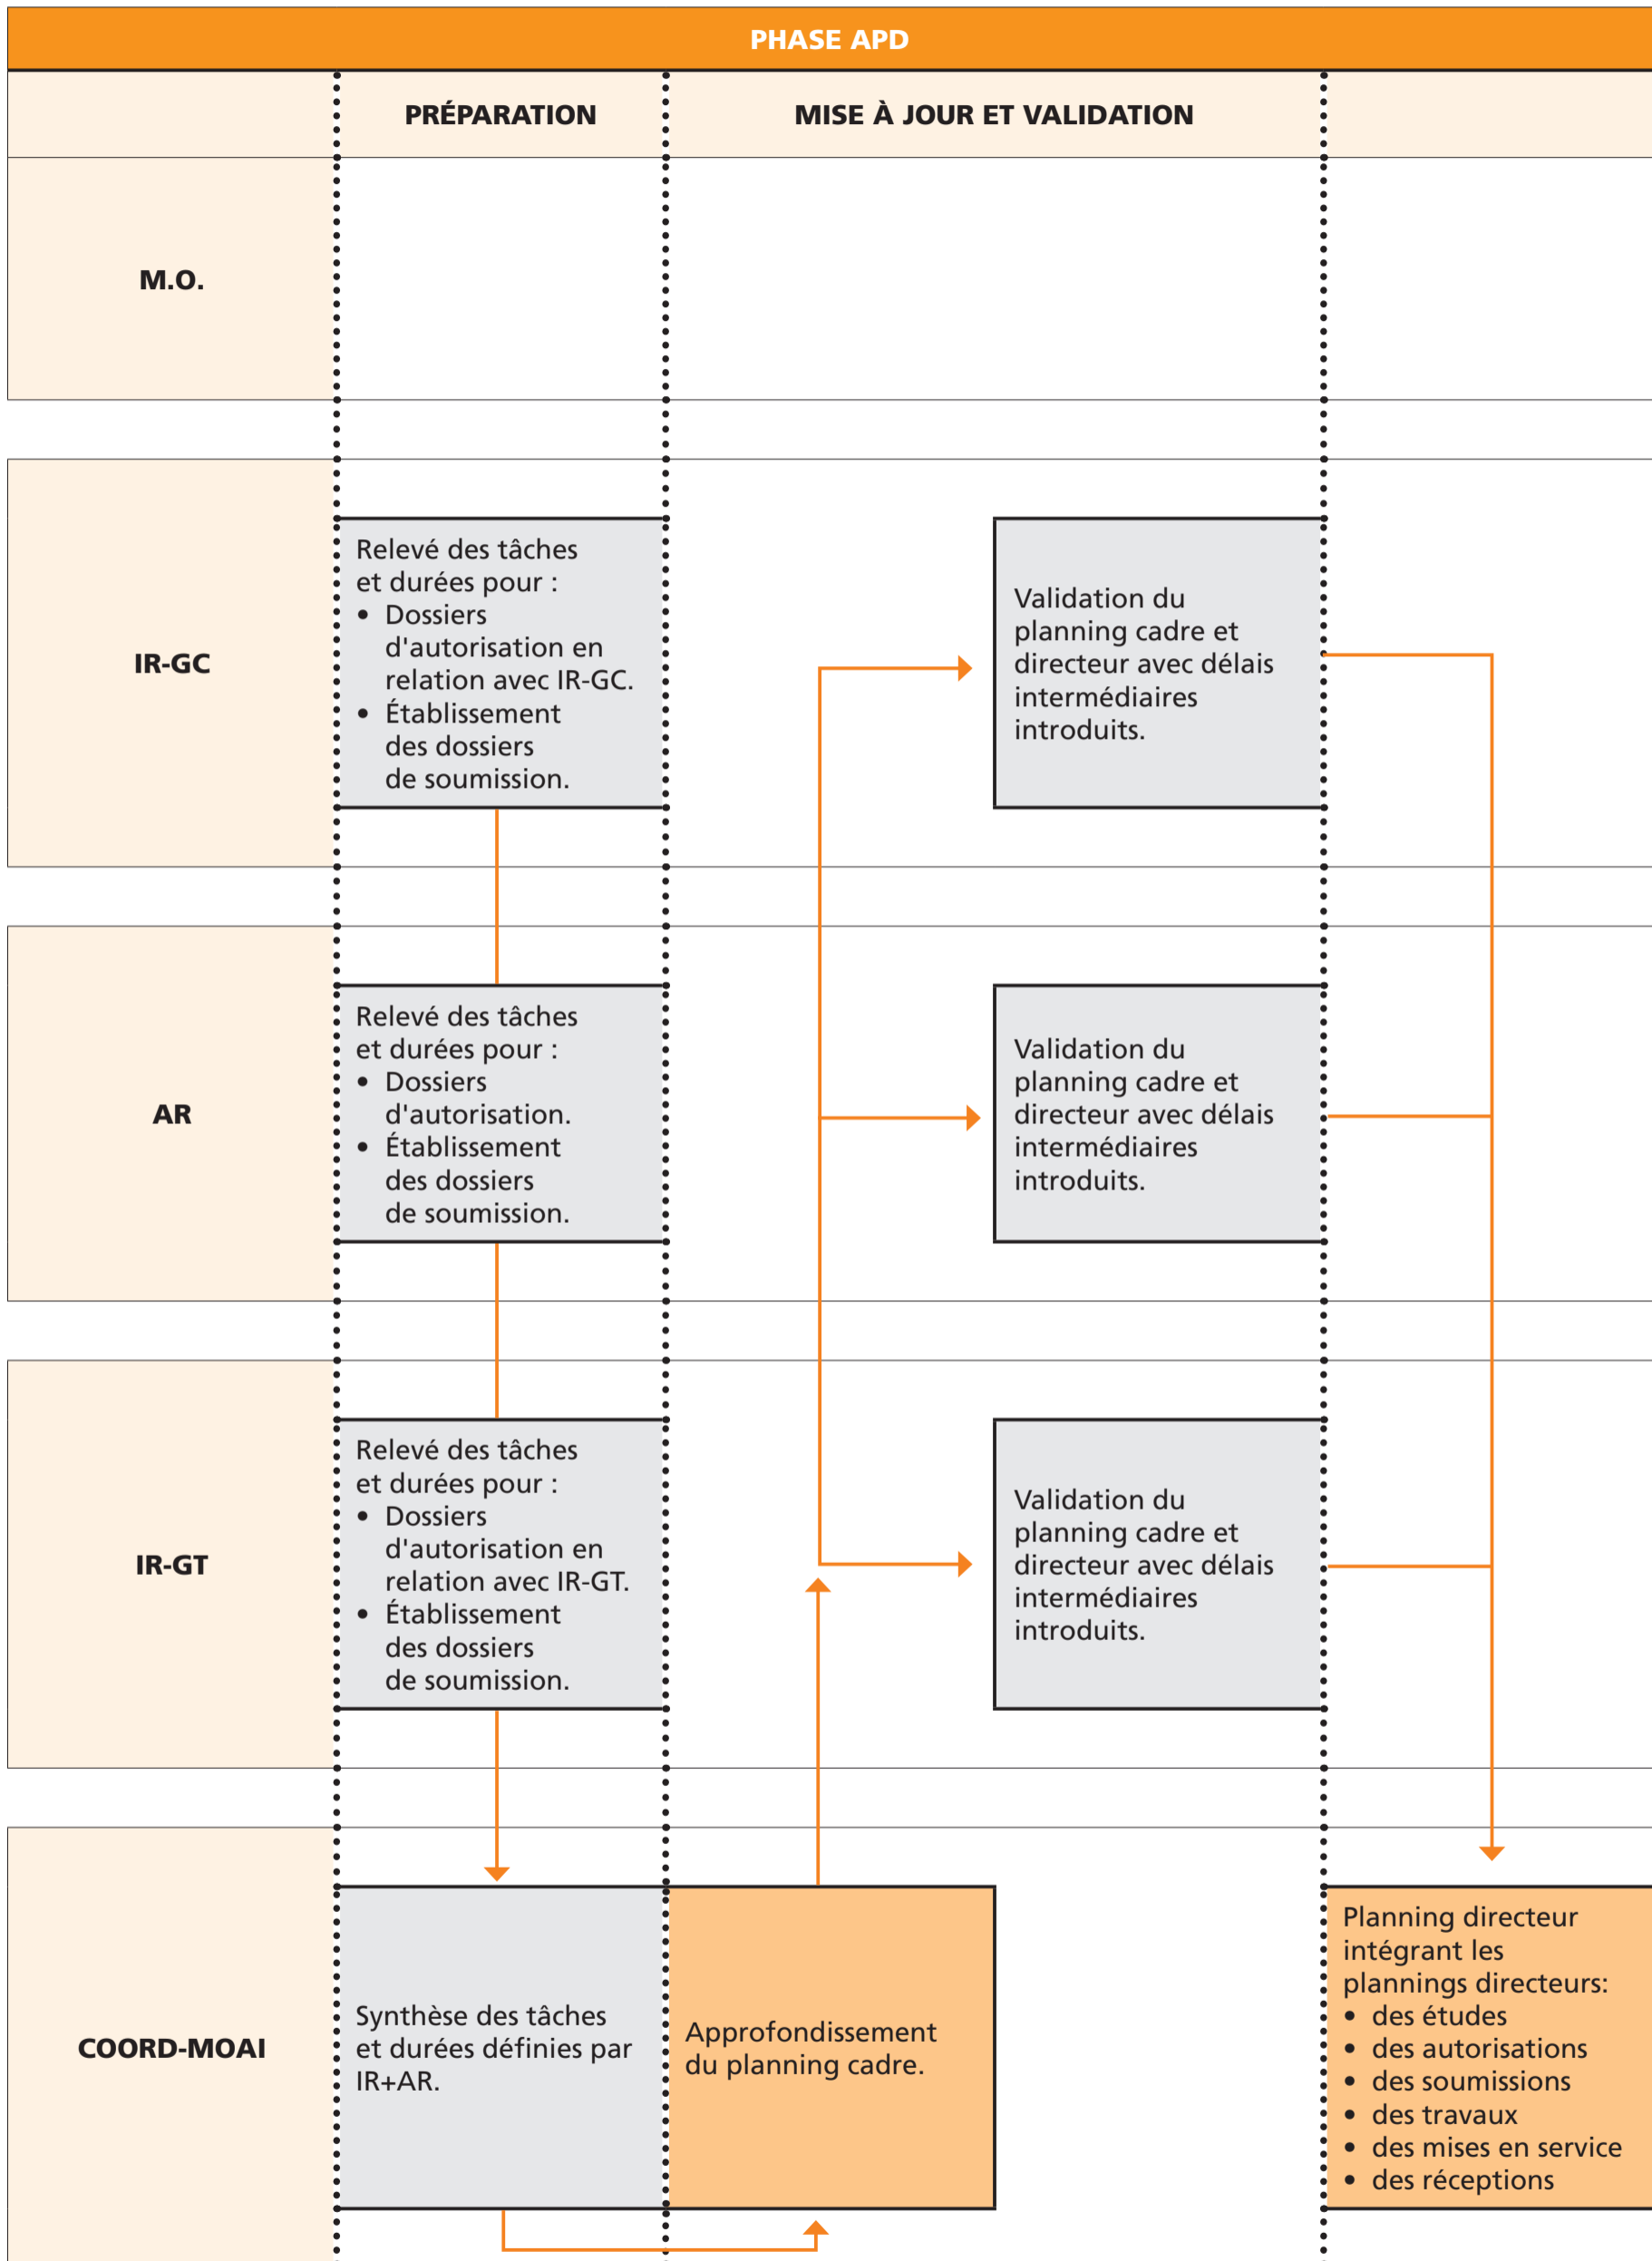 PHASE APD
PRÉPARATION
MISE À JOUR ET VALIDATION
M.O.
IR-GC
Relevé des tâches
et durées pour :
• Dossiers
d'autorisation en
relation avec IR-GC.
• Établissement
des dossiers
de soumission.
Validation du
planning cadre et
directeur avec délais
intermédiaires
introduits.
AR
Relevé des tâches
et durées pour :
• Dossiers
d'autorisation.
• Établissement
des dossiers
de soumission.
Validation du
planning cadre et
directeur avec délais
intermédiaires
introduits.
IR-GT
Relevé des tâches
et durées pour :
• Dossiers
d'autorisation en
relation avec IR-GT.
• Établissement
des dossiers
de soumission.
Validation du
planning cadre et
directeur avec délais
intermédiaires
introduits.
COORD-MOAI
Synthèse des tâches
et durées définies par
IR+AR.
Approfondissement
du planning cadre.
Planning directeur
intégrant les
plannings directeurs:
• des études
• des autorisations
• des soumissions
• des travaux
• des mises en service
• des réceptions